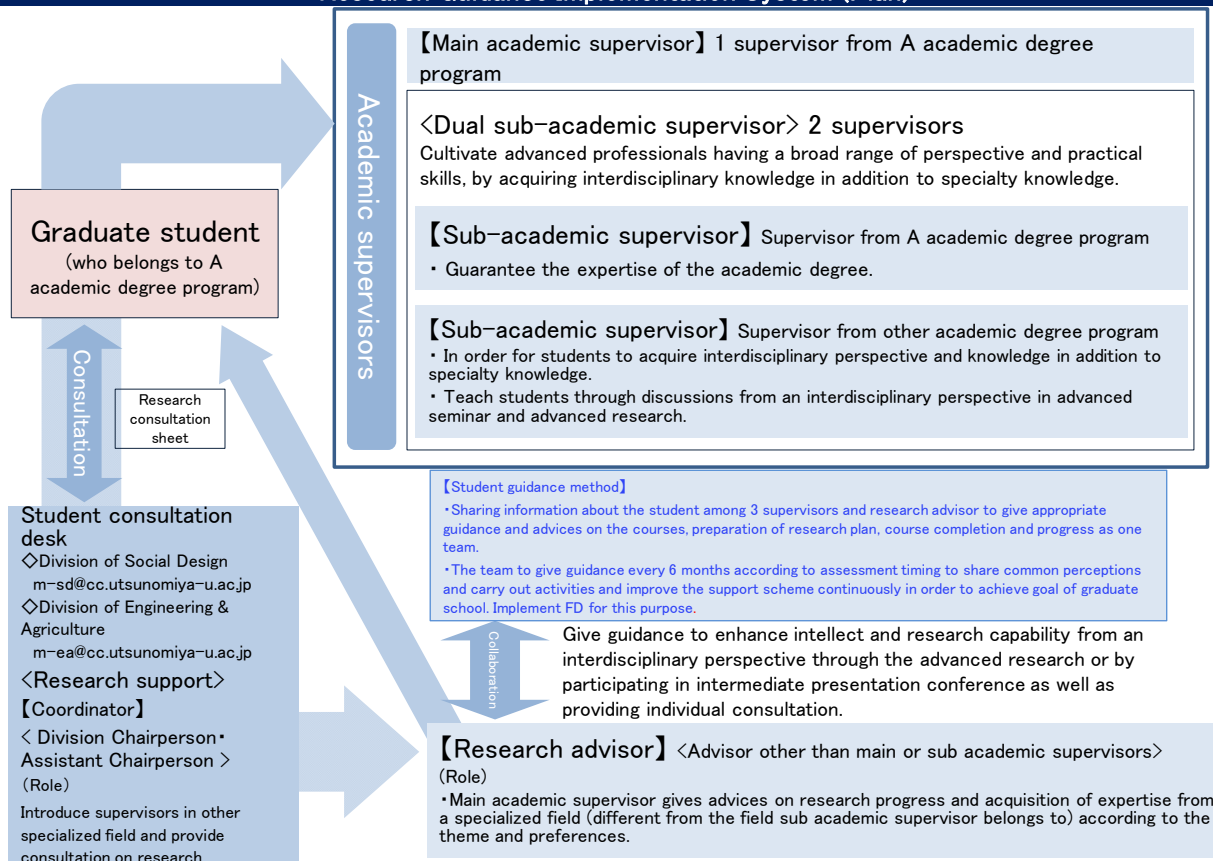 Research Guidance Implementation System (Plan)
【Main academic supervisor】 1 supervisor from A academic degree
program
Academic supervisors
<Dual sub-academic supervisor> 2 supervisors
Cultivate advanced professionals having a broad range of perspective and practical
skills, by acquiring interdisciplinary knowledge in addition to specialty knowledge.
【Sub-academic supervisor】 Supervisor from A academic degree program
・ Guarantee the expertise of the academic degree.
【Sub-academic supervisor】 Supervisor from other academic degree program
・ In order for students to acquire interdisciplinary perspective and knowledge in addition to
specialty knowledge.
・ Teach students through discussions from an interdisciplinary perspective in advanced
seminar and advanced research.
Graduate student
(who belongs to A
academic degree program)
Consultation
Research
consultation
sheet
Student consultation
desk
◇Division of Social Design
m-sd@cc.utsunomiya-u.ac.jp
◇Division of Engineering &
Agriculture
m-ea@cc.utsunomiya-u.ac.jp
<Research support>
【Coordinator】
< Division Chairperson・
Assistant Chairperson >
(Role)
Introduce supervisors in other
specialized field and provide
consultation on research
【Student guidance method】
・Sharing information about the student among 3 supervisors and research advisor to give appropriate
guidance and advices on the courses, preparation of research plan, course completion and progress as one
team.
・The team to give guidance every 6 months according to assessment timing to share common perceptions
and carry out activities and improve the support scheme continuously in order to achieve goal of graduate
school. Implement FD for this purpose.
Collaboration
Give guidance to enhance intellect and research capability from an
interdisciplinary perspective through the advanced research or by
participating in intermediate presentation conference as well as
providing individual consultation.
【Research advisor】 <Advisor other than main or sub academic supervisors>
(Role)
・Main academic supervisor gives advices on research progress and acquisition of expertise from
a specialized field (different from the field sub academic supervisor belongs to) according to the
theme and preferences.